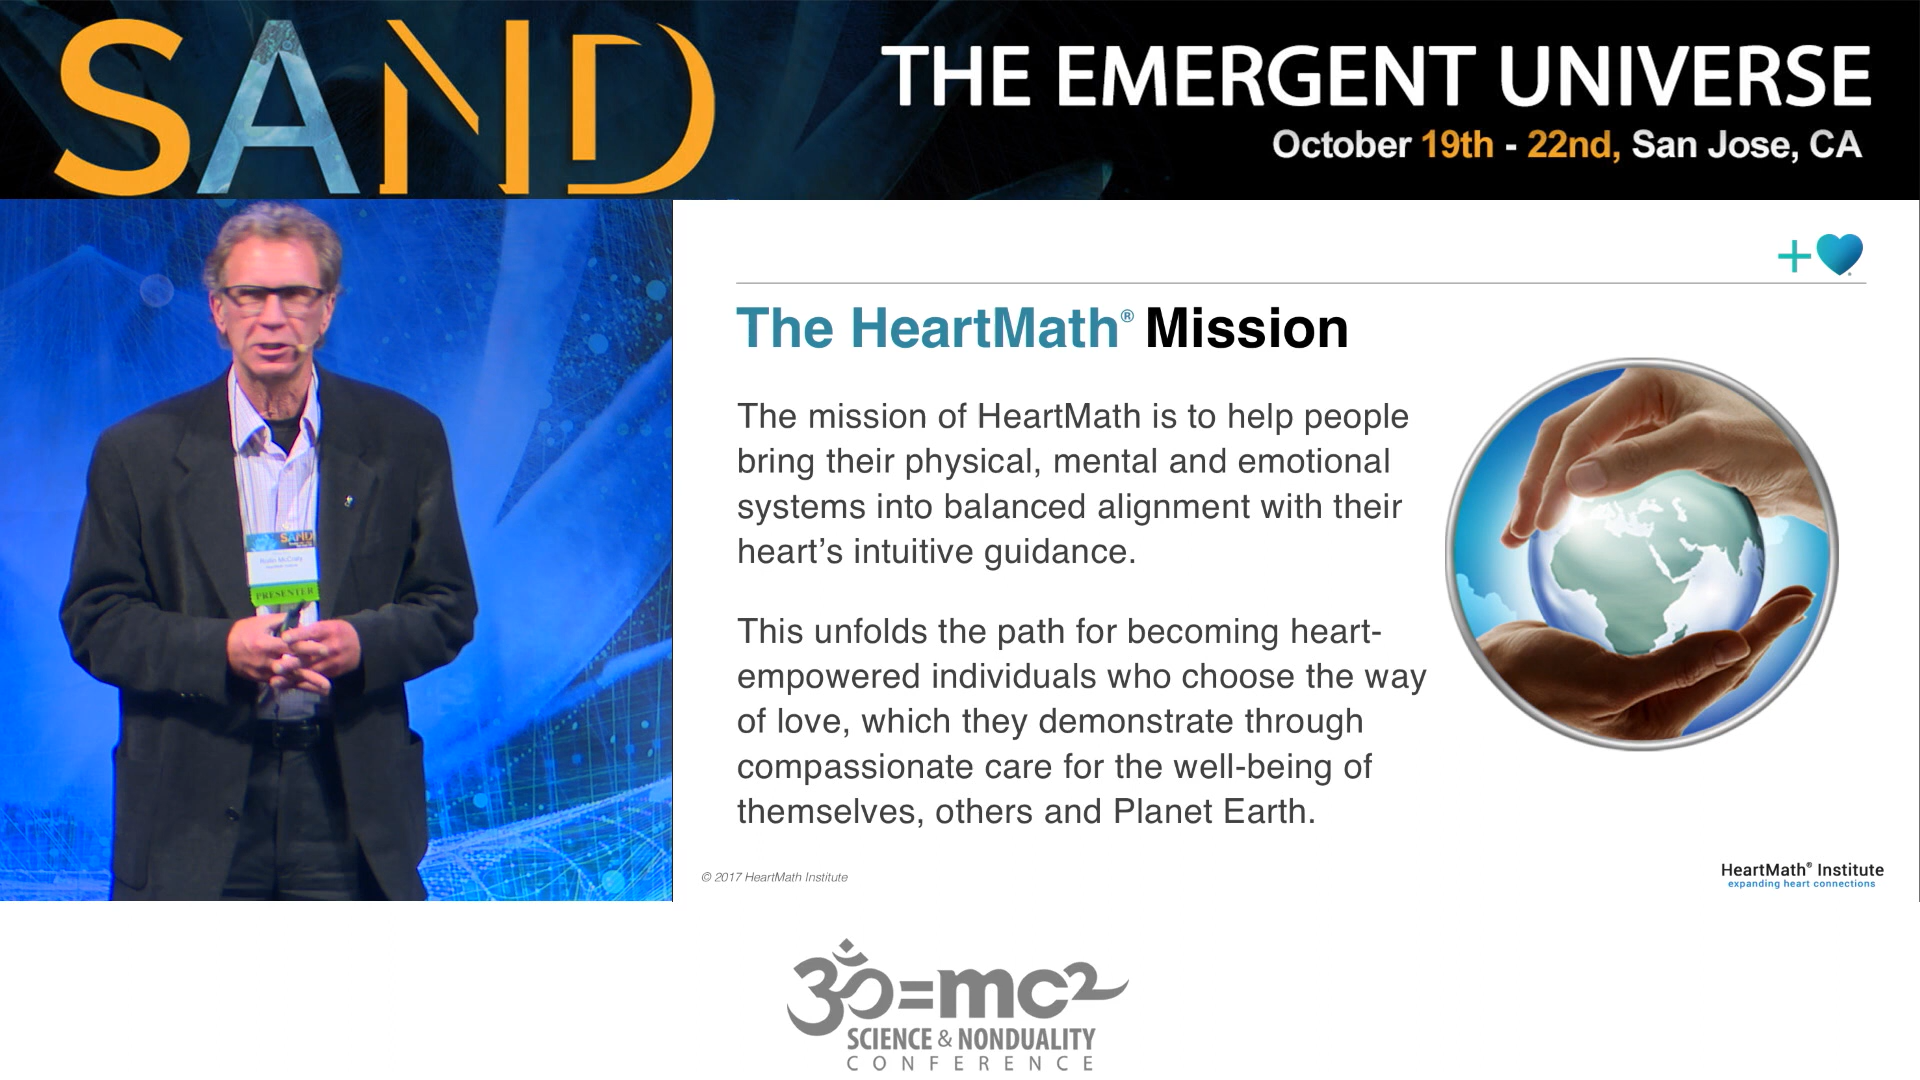 SAND
THE EMERGENT UNIVERSE
October 19th - 22nd, San Jose, CA
SAND
PRESENTER
The HeartMath® Mission
The mission of HeartMath is to help people
bring their physical, mental and emotional
systems into balanced alignment with their
heart’s intuitive guidance.
This unfolds the path for becoming heart-
empowered individuals who choose the way
of love, which they demonstrate through
compassionate care for the well-being of
themselves, others and Planet Earth.
© 2017 HeartMath Institute
HeartMath® Institute
expanding heart connections
ॐ=mc2
SCIENCE & NONDUALITY
CONFERENCE